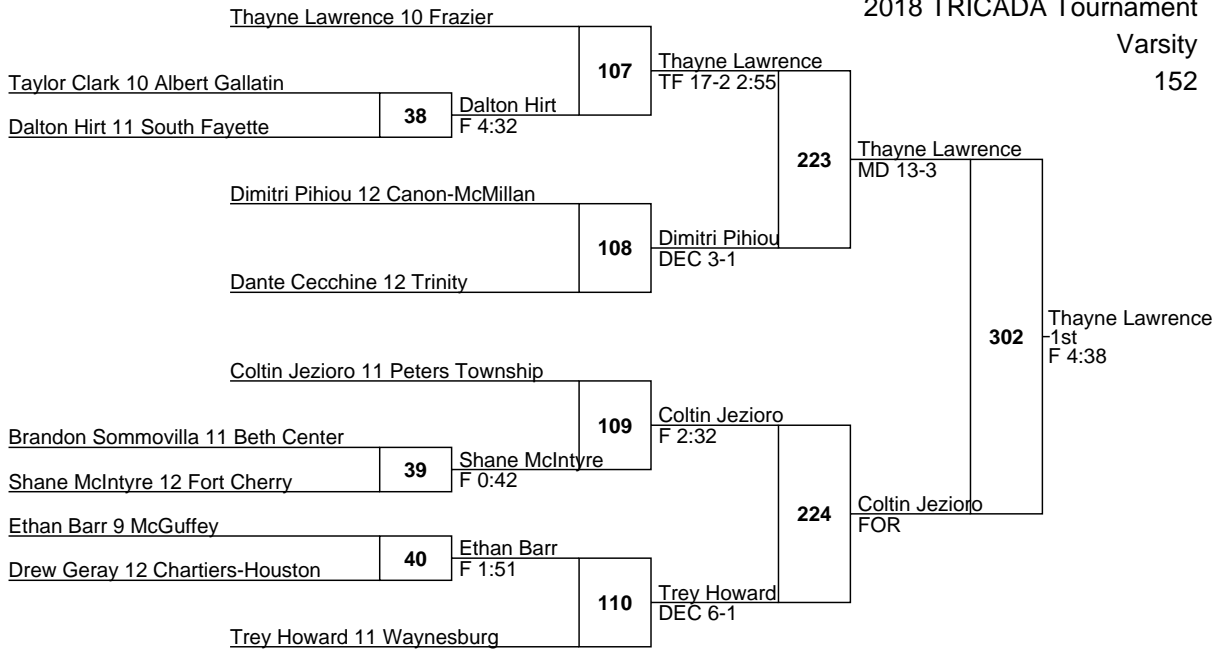 2018 TRICADA Tournament
Varsity
152
Thayne Lawrence 10 Frazier
107
Thayne Lawrence
TF 17-2 2:55
Taylor Clark 10 Albert Gallatin
38
Dalton Hirt
F 4:32
Dalton Hirt 11 South Fayette
223
Thayne Lawrence
MD 13-3
Dimitri Pihiou 12 Canon-McMillan
108
Dimitri Pihiou
DEC 3-1
Dante Cecchine 12 Trinity
302
Thayne Lawrence
1st
F 4:38
Coltin Jezioro 11 Peters Township
109
Coltin Jezioro
F 2:32
Brandon Sommovilla 11 Beth Center
39
Shane McIntyre
F 0:42
Shane McIntyre 12 Fort Cherry
224
Coltin Jezioro
FOR
Ethan Barr 9 McGuffey
40
Ethan Barr
F 1:51
Drew Geray 12 Chartiers-Houston
110
Trey Howard
DEC 6-1
Trey Howard 11 Waynesburg